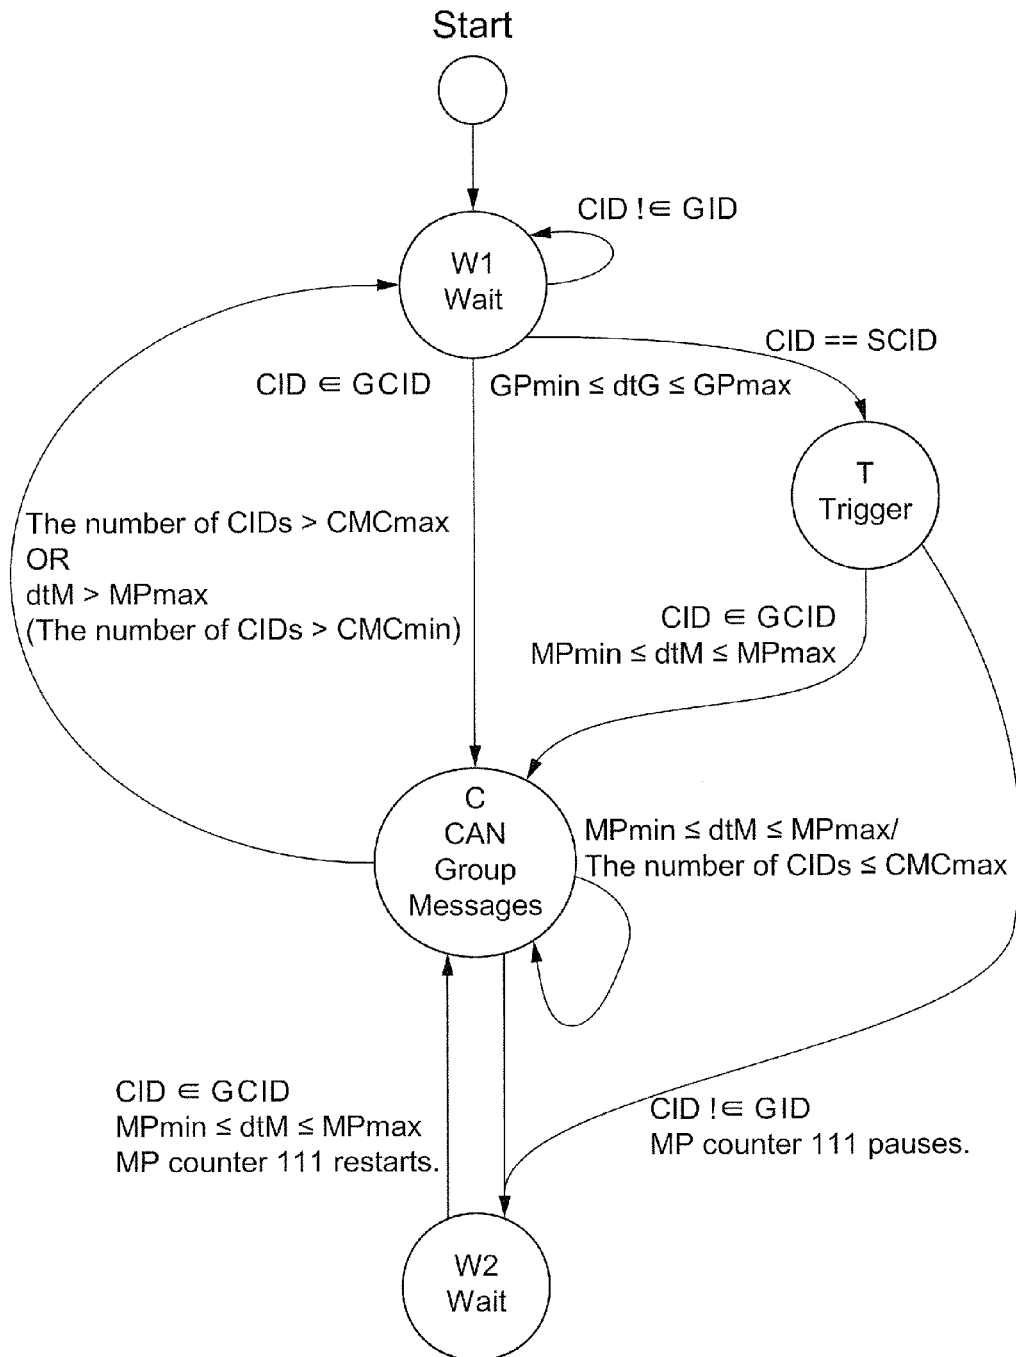 Start
CID !∈ GID
W1
Wait
CID == SCID
CID ∈ GCID
GPmin ≤ dtG ≤ GPmax
T
Trigger
The number of CIDs > CMCmax
OR
dtM > MPmax
(The number of CIDs > CMCmin)
CID ∈ GCID
MPmin ≤ dtM ≤ MPmax
C
CAN
Group
Messages
MPmin ≤ dtM ≤ MPmax/
The number of CIDs ≤ CMCmax
CID ∈ GCID
MPmin ≤ dtM ≤ MPmax
MP counter 111 restarts.
CID !∈ GID
MP counter 111 pauses.
W2
Wait